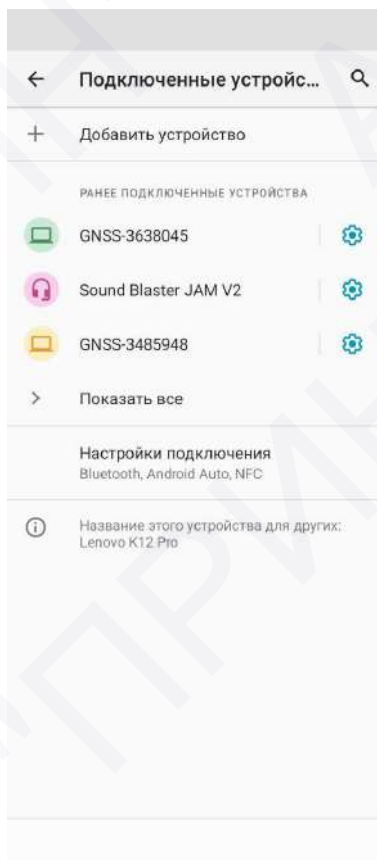 Подключенные устройс...
Добавить устройство
РАНЕЕ ПОДКЛЮЧЕННЫЕ УСТРОЙСТВА
GNSS-3638045
Sound Blaster JAM V2
GNSS-3485948
Показать все
Настройки подключения
Bluetooth, Android Auto, NFC
Название этого устройства для других:
Lenovo K12 Pro